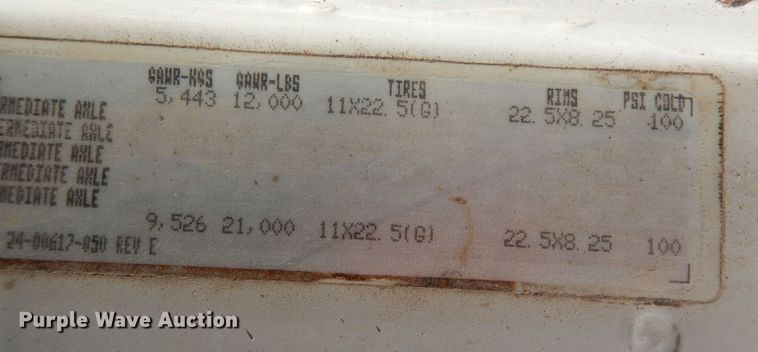 GAWR-KGS GAWR-LBS TIRES RIMS PSI COLD
5,443 12,000 11X22.5(G) 22.5X8.25 100
RMEDIATE AXLE
ERMEDIATE AXLE
RMEDIATE AXLE
RMEDIATE AXLE
MEDIATE AXLE
9,526 21,000 11X22.5(G) 22.5X8.25 100
24-00617-050 REV E
Purple Wave Auction